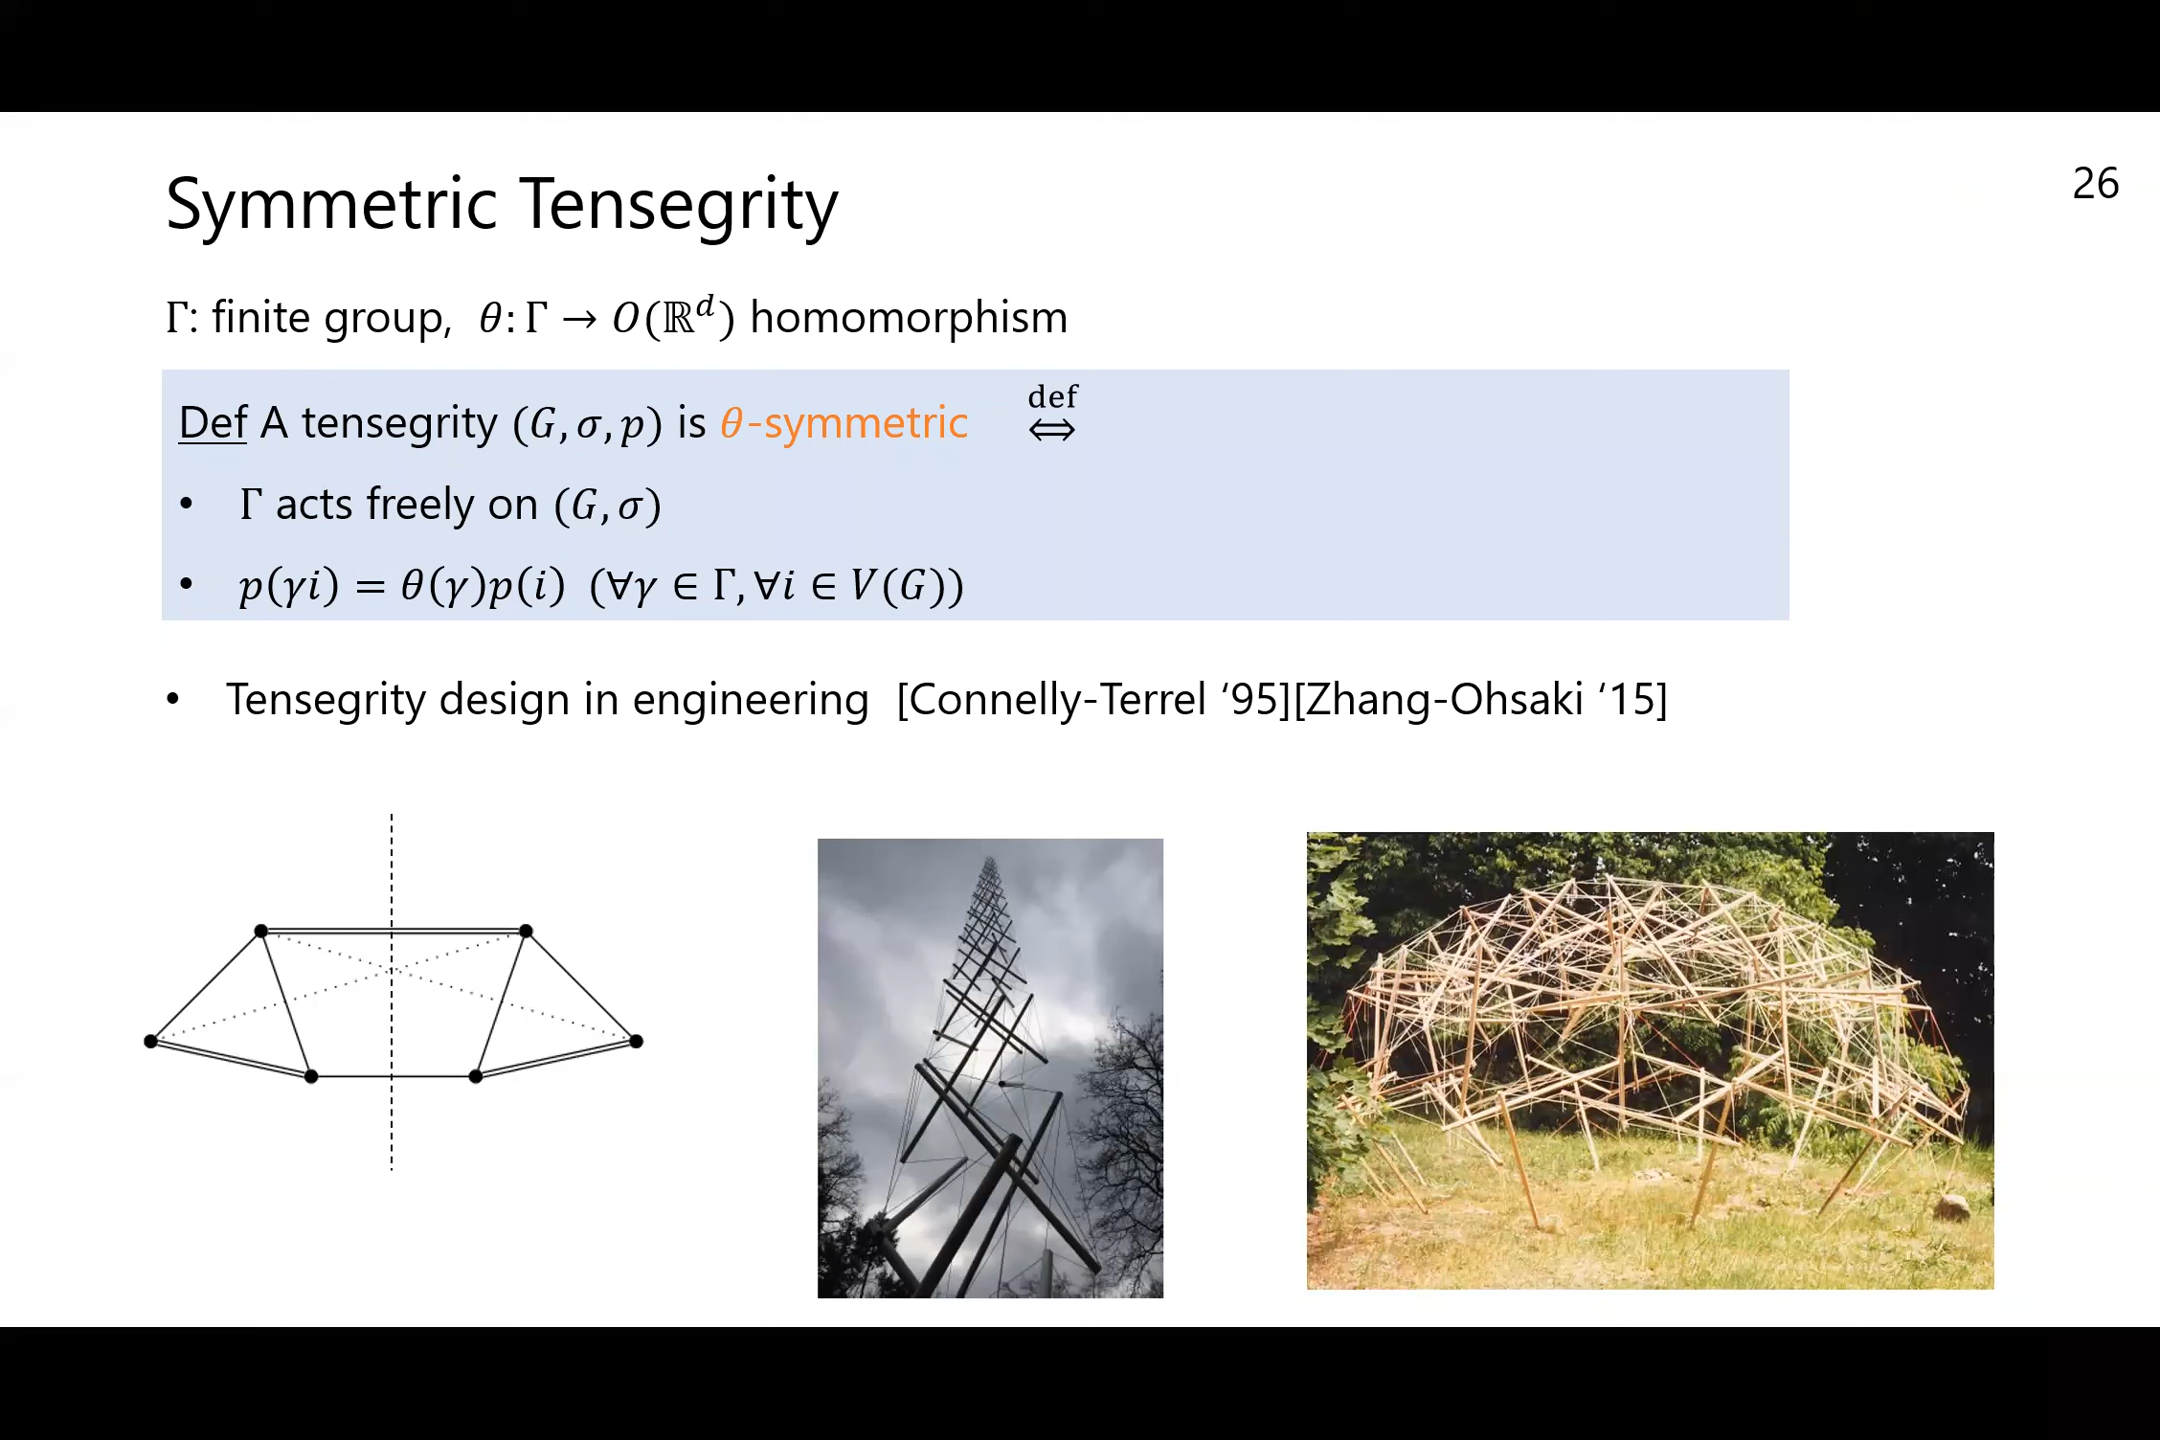 26
Symmetric Tensegrity
Γ: finite group, θ: Γ → O(ℝᵈ) homomorphism
Def A tensegrity (G, σ, p) is θ-symmetric def ⟺
• Γ acts freely on (G, σ)
• p(γi) = θ(γ)p(i) (∀γ ∈ Γ, ∀i ∈ V(G))
• Tensegrity design in engineering [Connelly-Terrel ‘95][Zhang-Ohsaki ‘15]